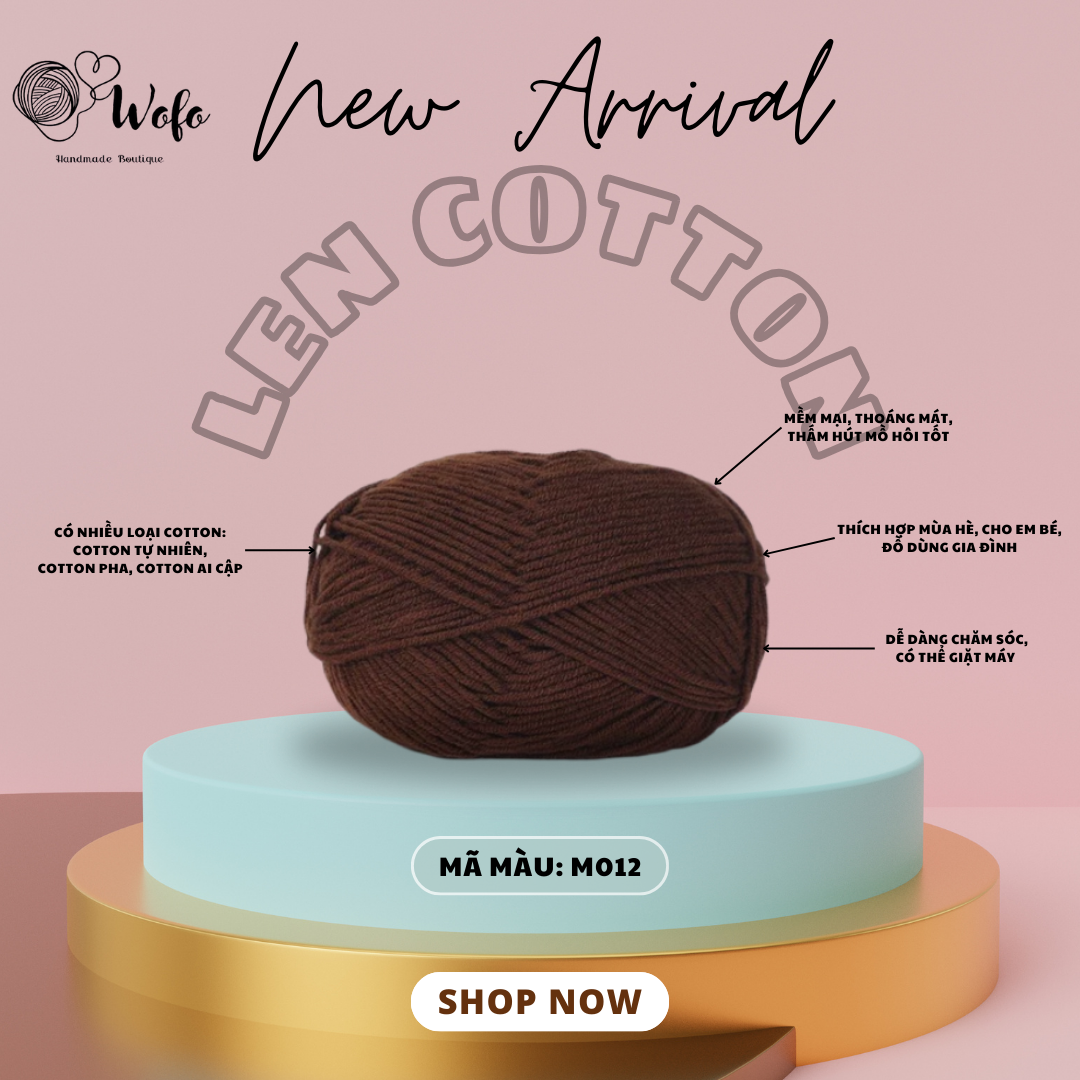 Wofo
Handmade Boutique
New Arrival
LEN COTTON
MỀM MẠI, THOÁNG MÁT,
THẤM HÚT MỒ HÔI TỐT
CÓ NHIỀU LOẠI COTTON:
COTTON TỰ NHIÊN,
COTTON PHA, COTTON AI CẬP
THÍCH HỢP MÙA HÈ, CHO EM BÉ,
ĐỒ DÙNG GIA ĐÌNH
DỄ DÀNG CHĂM SÓC,
CÓ THỂ GIẶT MÁY
MÃ MÀU: M012
SHOP NOW